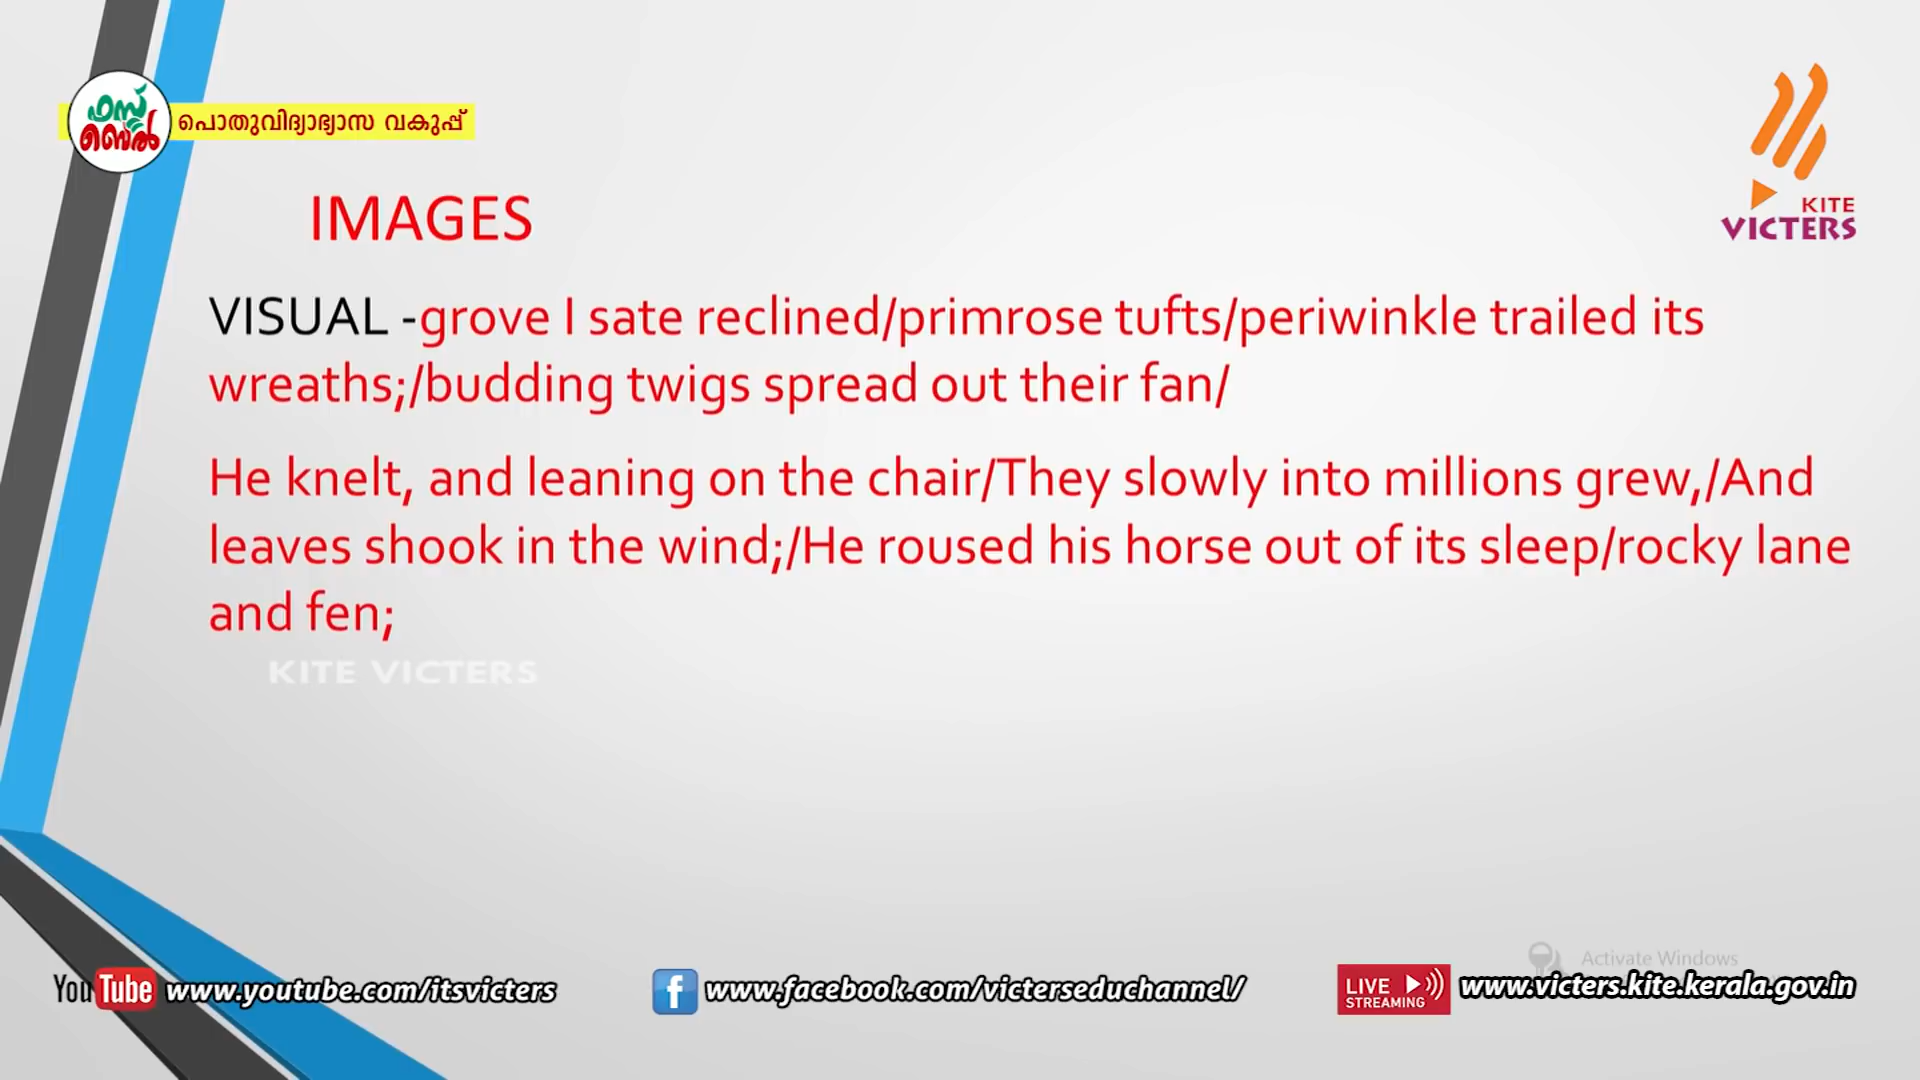 ഫസ്റ്റ്
ബെൽ
പൊതുവിദ്യാഭ്യാസ വകുപ്പ്
KITE
VICTERS
IMAGES
VISUAL -grove I sate reclined/primrose tufts/periwinkle trailed its
wreaths;/budding twigs spread out their fan/
He knelt, and leaning on the chair/They slowly into millions grew,/And
leaves shook in the wind;/He roused his horse out of its sleep/rocky lane
and fen;
KITE VICTERS
Activate Windows
You Tube www.youtube.com/itsvicters
f www.facebook.com/victerseduchannel/
LIVE
STREAMING
www.victers.kite.kerala.gov.in